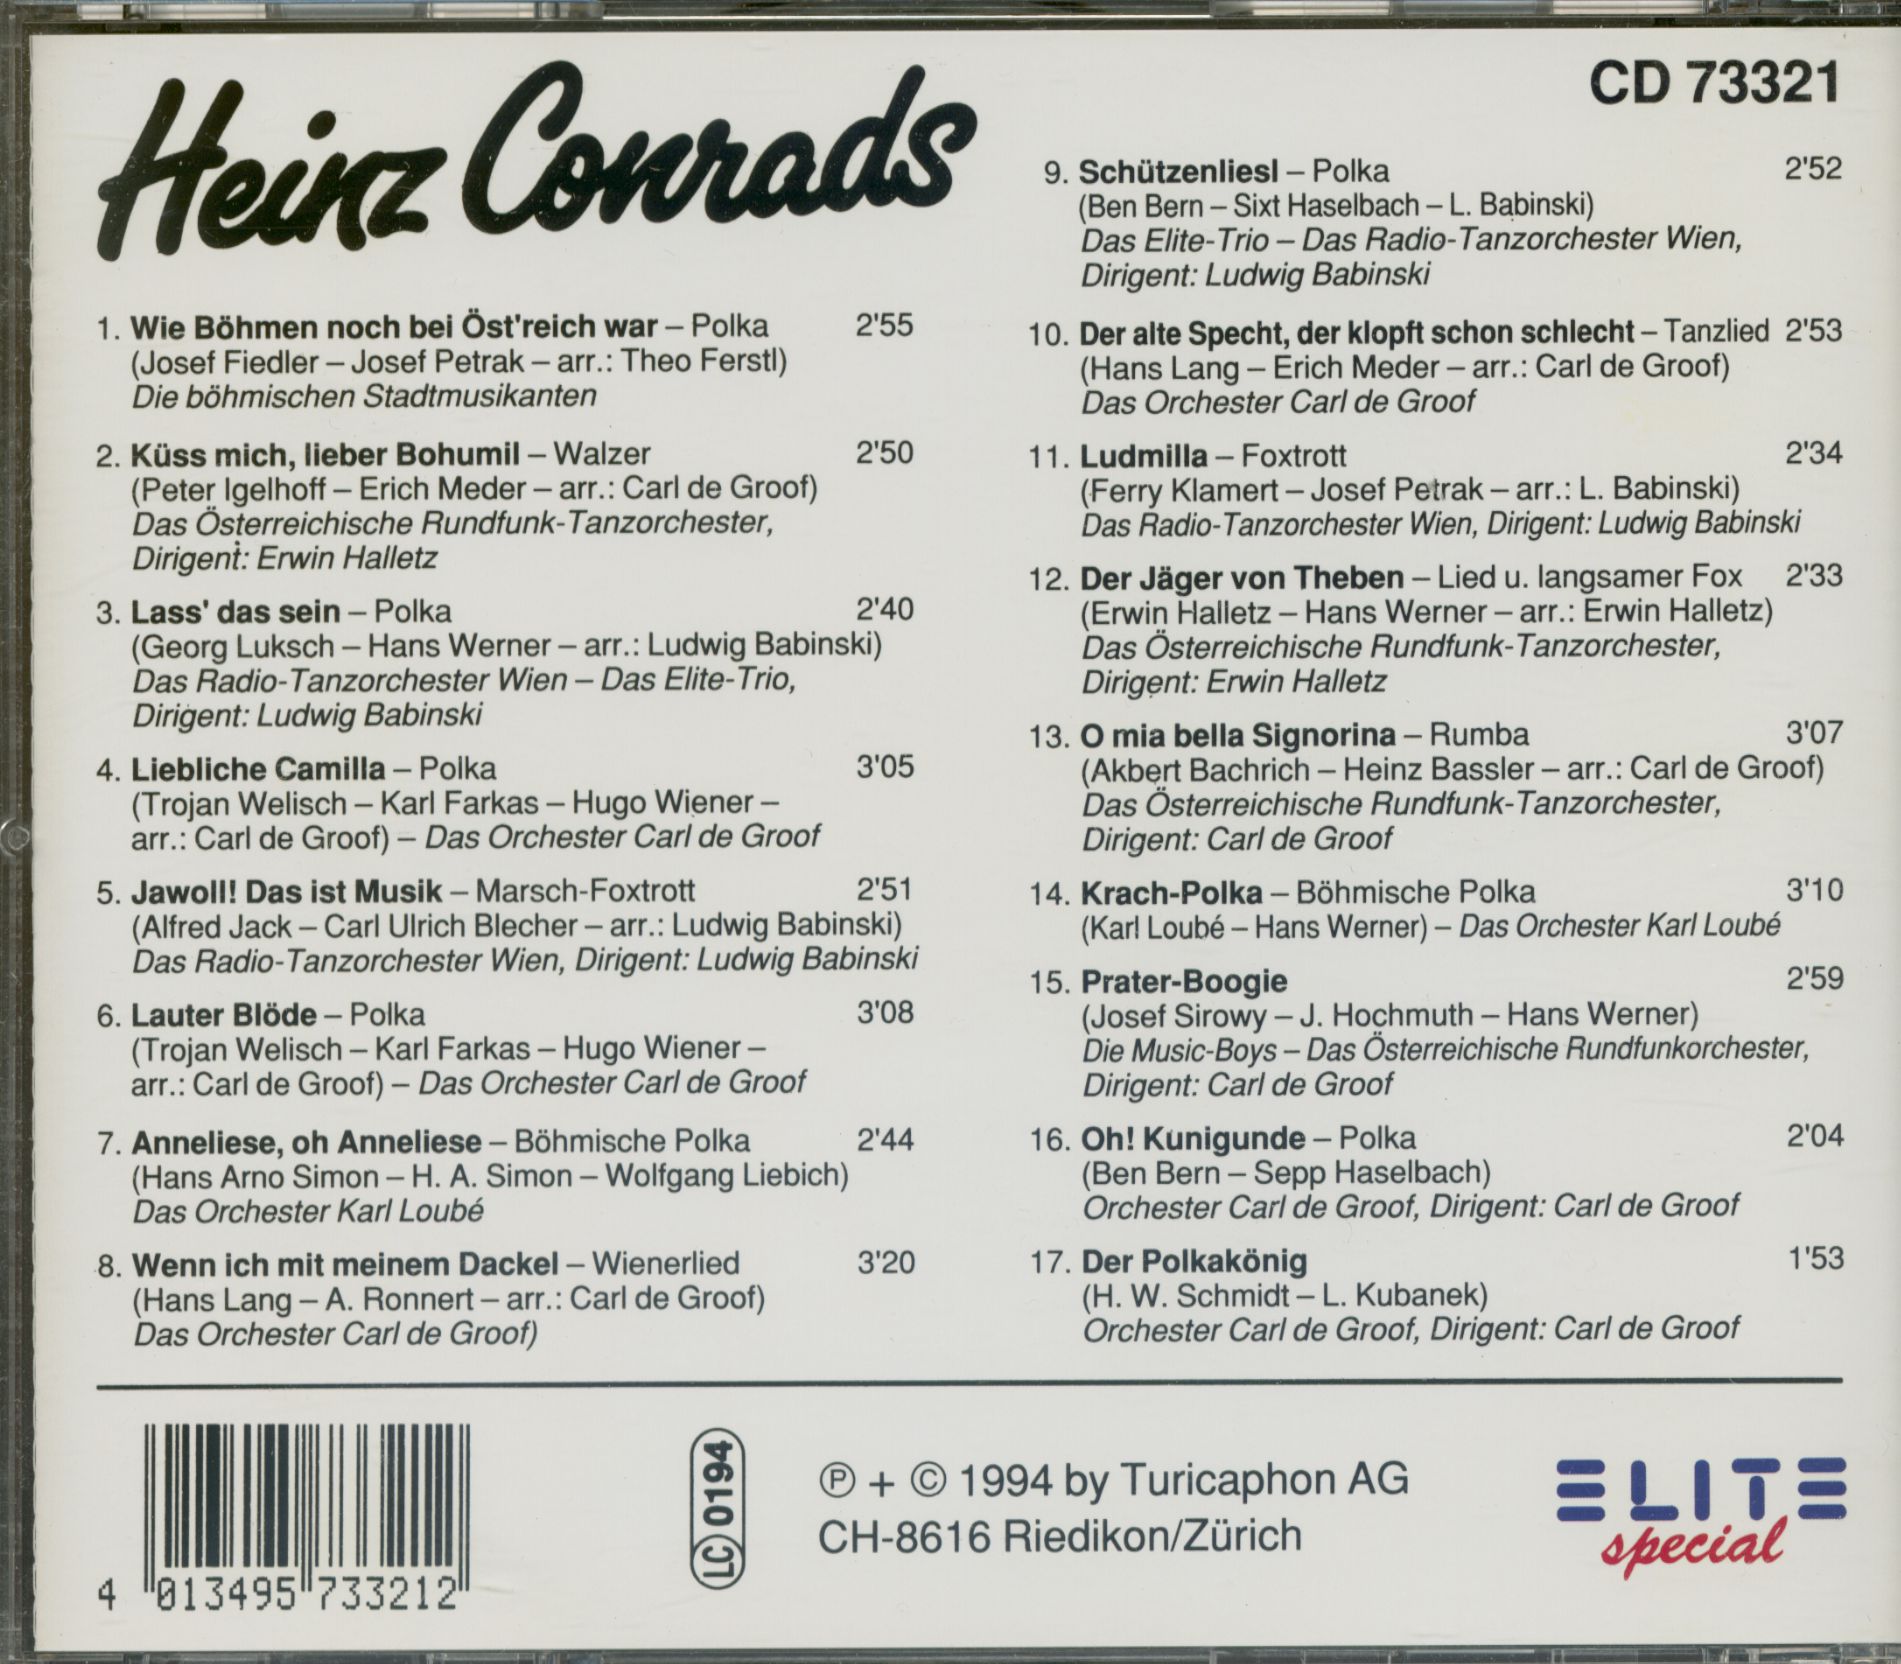 Heinz Conrads
1. Wie Böhmen noch bei Öst'reich war – Polka 2'55
(Josef Fiedler – Josef Petrak – arr.: Theo Ferstl)
Die böhmischen Stadtmusikanten
2. Küss mich, lieber Bohumil – Walzer 2'50
(Peter Igelhoff – Erich Meder – arr.: Carl de Groof)
Das Österreichische Rundfunk-Tanzorchester,
Dirigent: Erwin Halletz
3. Lass' das sein – Polka 2'40
(Georg Luksch – Hans Werner – arr.: Ludwig Babinski)
Das Radio-Tanzorchester Wien – Das Elite-Trio,
Dirigent: Ludwig Babinski
4. Liebliche Camilla – Polka 3'05
(Trojan Welisch – Karl Farkas – Hugo Wiener –
arr.: Carl de Groof) – Das Orchester Carl de Groof
5. Jawoll! Das ist Musik – Marsch-Foxtrott 2'51
(Alfred Jack – Carl Ulrich Blecher – arr.: Ludwig Babinski)
Das Radio-Tanzorchester Wien, Dirigent: Ludwig Babinski
6. Lauter Blöde – Polka 3'08
(Trojan Welisch – Karl Farkas – Hugo Wiener –
arr.: Carl de Groof) – Das Orchester Carl de Groof
7. Anneliese, oh Anneliese – Böhmische Polka 2'44
(Hans Arno Simon – H. A. Simon – Wolfgang Liebich)
Das Orchester Karl Loubé
8. Wenn ich mit meinem Dackel – Wienerlied 3'20
(Hans Lang – A. Ronnert – arr.: Carl de Groof)
Das Orchester Carl de Groof)
CD 73321
9. Schützenliesl – Polka 2'52
(Ben Bern – Sixt Haselbach – L. Babinski)
Das Elite-Trio – Das Radio-Tanzorchester Wien,
Dirigent: Ludwig Babinski
10. Der alte Specht, der klopft schon schlecht – Tanzlied 2'53
(Hans Lang – Erich Meder – arr.: Carl de Groof)
Das Orchester Carl de Groof
11. Ludmilla – Foxtrott 2'34
(Ferry Klamert – Josef Petrak – arr.: L. Babinski)
Das Radio-Tanzorchester Wien, Dirigent: Ludwig Babinski
12. Der Jäger von Theben – Lied u. langsamer Fox 2'33
(Erwin Halletz – Hans Werner – arr.: Erwin Halletz)
Das Österreichische Rundfunk-Tanzorchester,
Dirigent: Erwin Halletz
13. O mia bella Signorina – Rumba 3'07
(Akbert Bachrich – Heinz Bassler – arr.: Carl de Groof)
Das Österreichische Rundfunk-Tanzorchester,
Dirigent: Carl de Groof
14. Krach-Polka – Böhmische Polka 3'10
(Karl Loubé – Hans Werner) – Das Orchester Karl Loubé
15. Prater-Boogie 2'59
(Josef Sirowy – J. Hochmuth – Hans Werner)
Die Music-Boys – Das Österreichische Rundfunkorchester,
Dirigent: Carl de Groof
16. Oh! Kunigunde – Polka 2'04
(Ben Bern – Sepp Haselbach)
Orchester Carl de Groof, Dirigent: Carl de Groof
17. Der Polkakönig 1'53
(H. W. Schmidt – L. Kubanek)
Orchester Carl de Groof, Dirigent: Carl de Groof
4 013495 733212
LC 0194
℗ + © 1994 by Turicaphon AG
CH-8616 Riedikon/Zürich
ELITE
special